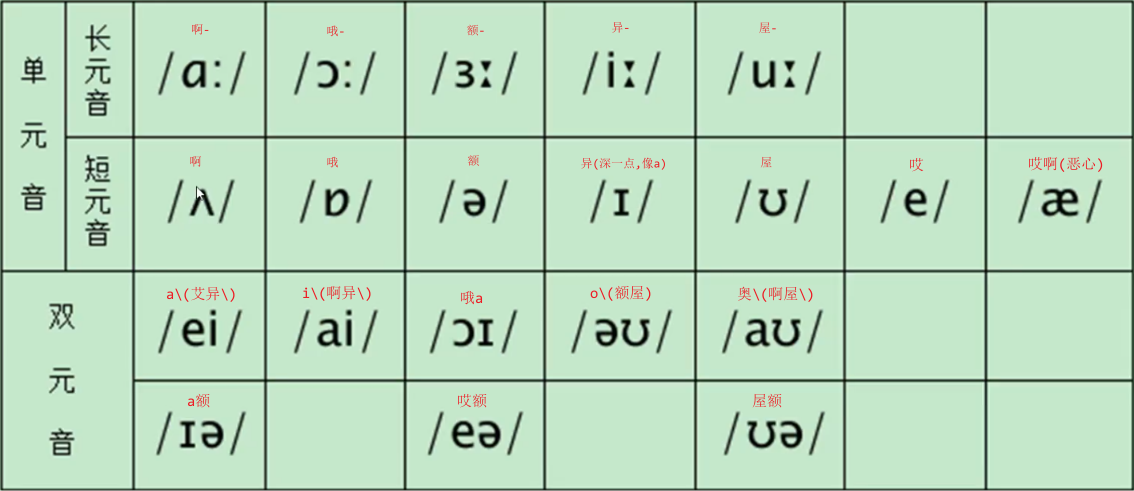 单元音
长元音
啊- 哦- 额- 异- 屋-
/ɑː/ /ɔː/ /ɜː/ /iː/ /uː/
短元音
啊 哦 额 异(深一点,像a) 屋 哎 哎啊(恶心)
/ʌ/ /ɒ/ /ə/ /ɪ/ /ʊ/ /e/ /æ/
双元音
a\(艾异\) i\(啊异\) 哦a o\(额屋) 奥\(啊屋\)
/ei/ /ai/ /ɔɪ/ /əʊ/ /aʊ/
a额 哎额 屋额
/ɪə/ /eə/ /ʊə/